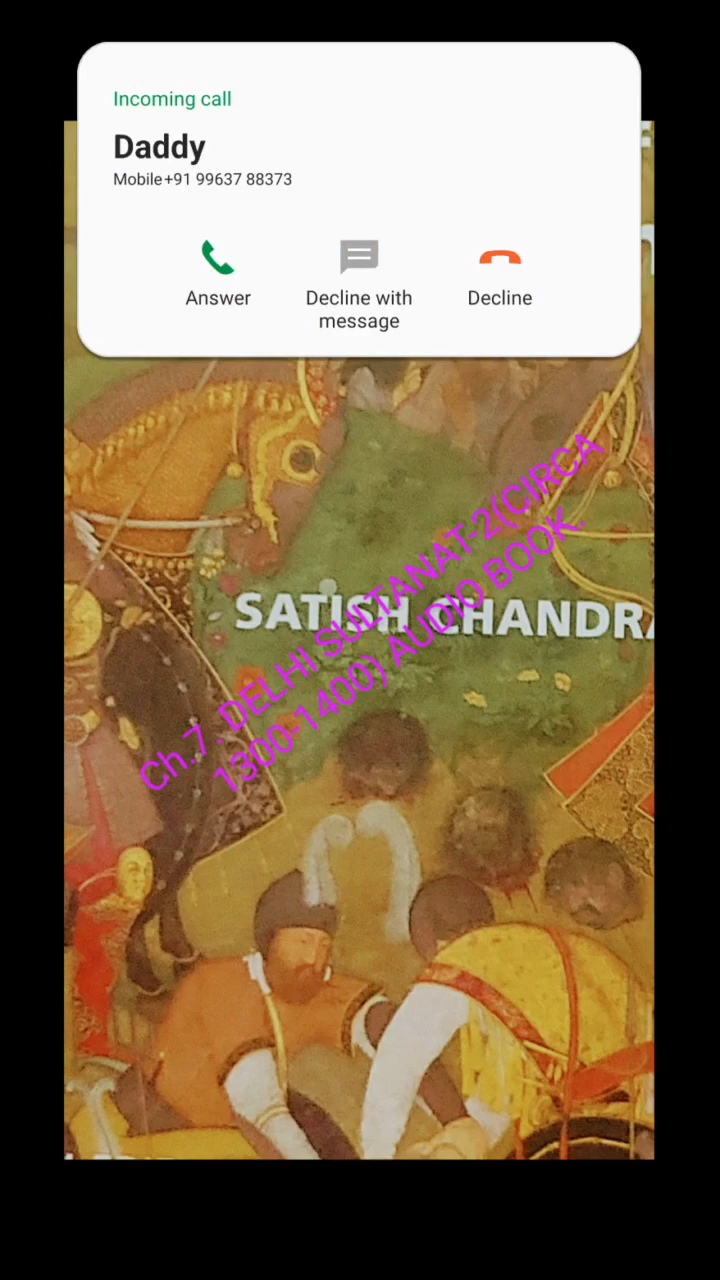 Incoming call
Daddy
Mobile +91 99637 88373
Answer
Decline with
message
Decline
SATISH CHANDRA
Ch.7. DELHI SULTANAT-2(CIRCA
1300-1400) AUDIO BOOK.